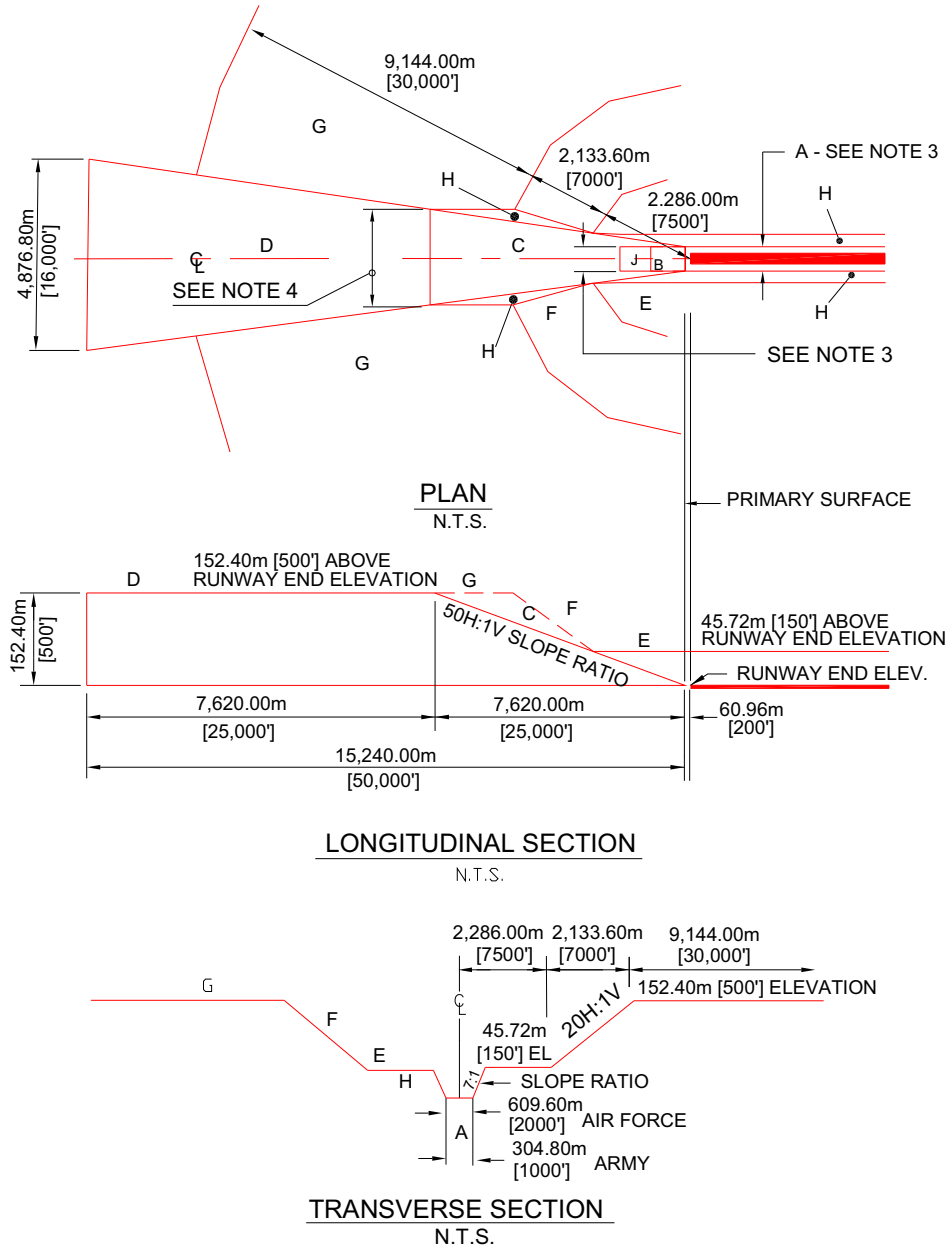 9,144.00m
[30,000']
G
2,133.60m
[7000']
A - SEE NOTE 3
H
2.286.00m
[7500']
H
4,876.80m
[16,000']
D
C
J
B
℄
SEE NOTE 4
H
F
E
H
G
SEE NOTE 3
PLAN
N.T.S.
PRIMARY SURFACE
152.40m [500'] ABOVE
RUNWAY END ELEVATION
D
G
C
F
E
50H:1V SLOPE RATIO
45.72m [150'] ABOVE
RUNWAY END ELEVATION
152.40m
[500']
RUNWAY END ELEV.
7,620.00m
[25,000']
7,620.00m
[25,000']
60.96m
[200']
15,240.00m
[50,000']
LONGITUDINAL SECTION
N.T.S.
2,286.00m
[7500']
2,133.60m
[7000']
9,144.00m
[30,000']
G
℄
20H:1V
152.40m [500'] ELEVATION
F
45.72m
[150'] EL
E
H
7:1
SLOPE RATIO
609.60m
[2000']
AIR FORCE
A
304.80m
[1000']
ARMY
TRANSVERSE SECTION
N.T.S.